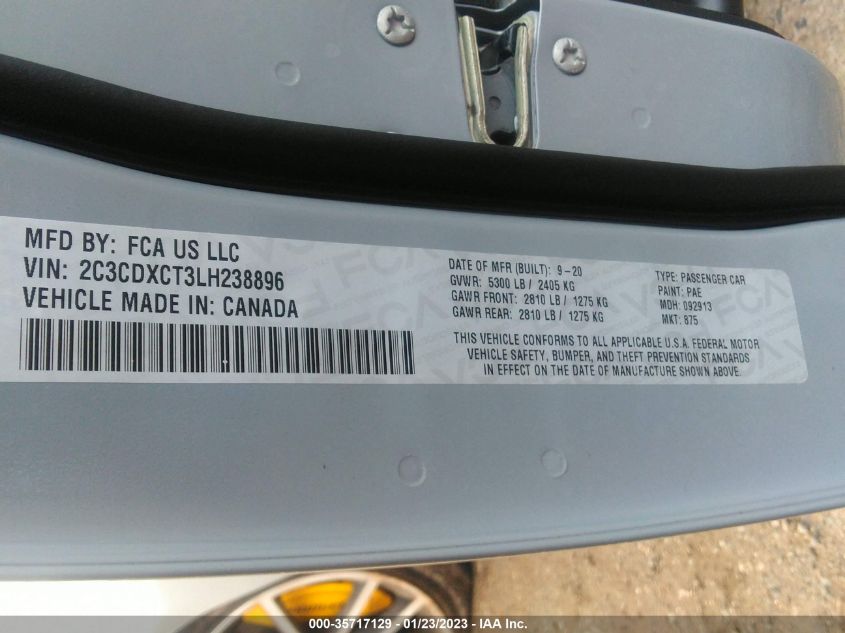 MFD BY: FCA US LLC
VIN: 2C3CDXCT3LH238896
VEHICLE MADE IN: CANADA
DATE OF MFR (BUILT): 9-20
GVWR: 5300 LB / 2405 KG
GAWR FRONT: 2810 LB / 1275 KG
GAWR REAR: 2810 LB / 1275 KG
TYPE: PASSENGER CAR
PAINT: PAE
MDH: 092913
MKT: 875
THIS VEHICLE CONFORMS TO ALL APPLICABLE U.S.A. FEDERAL MOTOR
VEHICLE SAFETY, BUMPER, AND THEFT PREVENTION STANDARDS
IN EFFECT ON THE DATE OF MANUFACTURE SHOWN ABOVE.
000-35717129 - 01/23/2023 - IAA Inc.